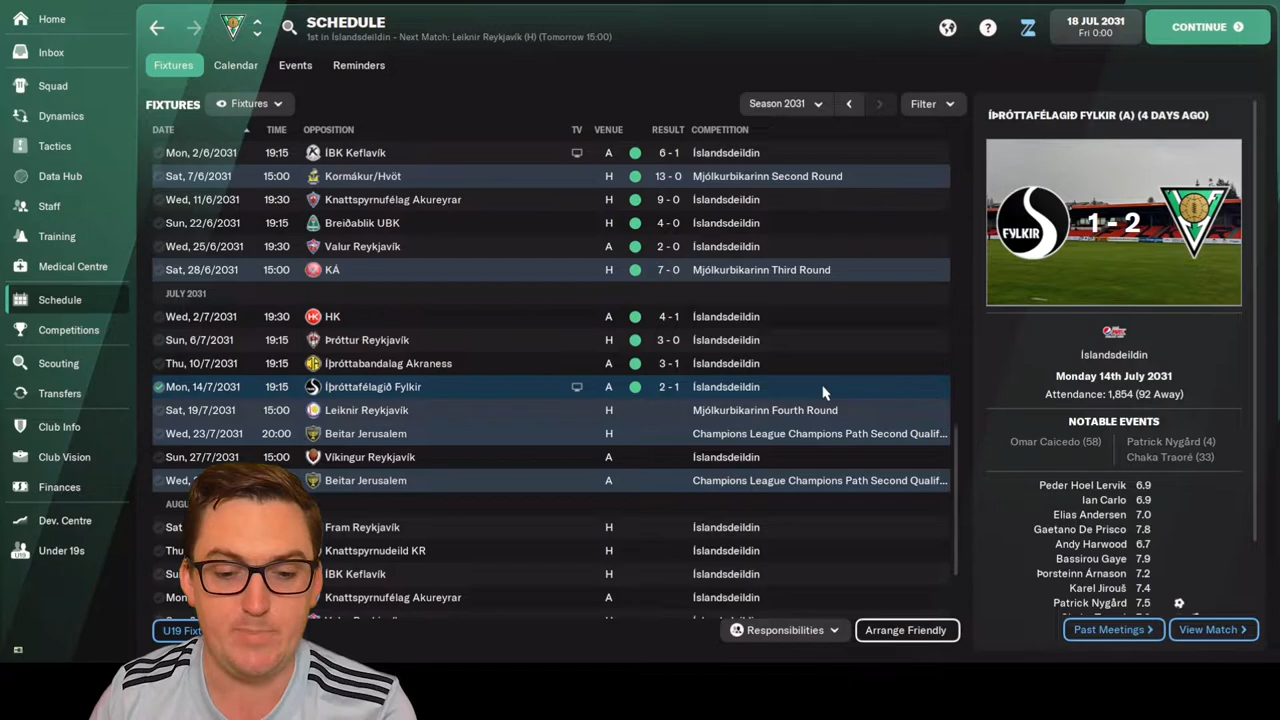 Home
Inbox
Squad
Dynamics
Tactics
Data Hub
Staff
Training
Medical Centre
Schedule
Competitions
Scouting
Transfers
Club Info
Club Vision
Finances
Dev. Centre
Under 19s
SCHEDULE
1st in Íslandsdeildin - Next Match: Leiknir Reykjavík (H) (Tomorrow 15:00)
18 JUL 2031
Fri 0:00
CONTINUE
Fixtures Calendar Events Reminders
FIXTURES Fixtures Season 2031 Filter
DATE TIME OPPOSITION TV VENUE RESULT COMPETITION
Mon, 2/6/2031 19:15 ÍBK Keflavík A 6 - 1 Íslandsdeildin
Sat, 7/6/2031 15:00 Kormákur/Hvöt H 13 - 0 Mjólkurbikarinn Second Round
Wed, 11/6/2031 19:30 Knattspyrnufélag Akureyrar H 9 - 0 Íslandsdeildin
Sun, 22/6/2031 19:15 Breiðablik UBK H 4 - 0 Íslandsdeildin
Wed, 25/6/2031 19:30 Valur Reykjavík A 2 - 0 Íslandsdeildin
Sat, 28/6/2031 15:00 KÁ H 7 - 0 Mjólkurbikarinn Third Round
JULY 2031
Wed, 2/7/2031 19:30 HK A 4 - 1 Íslandsdeildin
Sun, 6/7/2031 19:15 Þróttur Reykjavík H 3 - 0 Íslandsdeildin
Thu, 10/7/2031 19:15 Íþróttabandalag Akraness A 3 - 1 Íslandsdeildin
Mon, 14/7/2031 19:15 Íþróttafélagið Fylkir A 2 - 1 Íslandsdeildin
Sat, 19/7/2031 15:00 Leiknir Reykjavík H Mjólkurbikarinn Fourth Round
Wed, 23/7/2031 20:00 Beitar Jerusalem H Champions League Champions Path Second Qualif...
Sun, 27/7/2031 15:00 Víkingur Reykjavík A Íslandsdeildin
Wed, Beitar Jerusalem A Champions League Champions Path Second Qualif...
AUGU
Sat Fram Reykjavík H Íslandsdeildin
Thu Knattspyrnudeild KR H Íslandsdeildin
Su ÍBK Keflavík H Íslandsdeildin
Mo Knattspyrnufélag Akureyrar A Íslandsdeildin
U19 Fixt
Responsibilities
Arrange Friendly
ÍÞRÓTTAFÉLAGIÐ FYLKIR (A) (4 DAYS AGO)
FYLKIR
1 - 2
Íslandsdeildin
Monday 14th July 2031
Attendance: 1,854 (92 Away)
NOTABLE EVENTS
Omar Caicedo (58) Patrick Nygård (4)
Chaka Traoré (33)
Peder Hoel Lervik 6.9
Ian Carlo 6.9
Elias Andersen 7.0
Gaetano De Prisco 7.8
Andy Harwood 6.7
Bassirou Gaye 7.9
Þorsteinn Árnason 7.2
Karel Jirouš 7.4
Patrick Nygård 7.5
Past Meetings
View Match